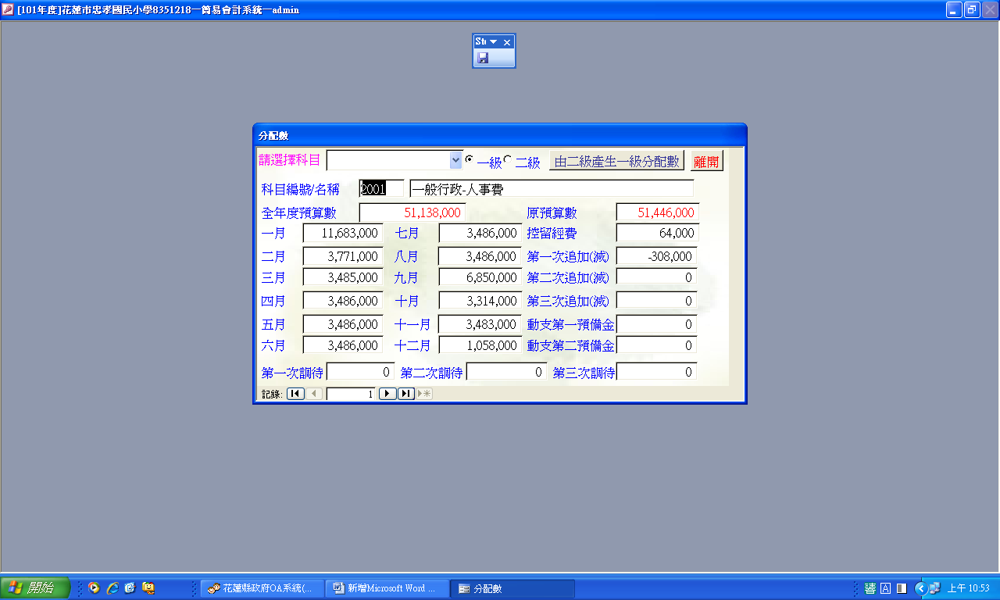 [101年度]花蓮市忠孝國民小學8351218--簡易會計系統--admin
分配數
請選擇科目 一級 二級 由二級產生一級分配數 離開
科目編號/名稱 2001 一般行政-人事費
全年度預算數 51,138,000 原預算數 51,446,000
一月 11,683,000 七月 3,486,000 控留經費 64,000
二月 3,771,000 八月 3,486,000 第一次追加(減) -308,000
三月 3,485,000 九月 6,850,000 第二次追加(減) 0
四月 3,486,000 十月 3,314,000 第三次追加(減) 0
五月 3,486,000 十一月 3,483,000 動支第一預備金 0
六月 3,486,000 十二月 1,058,000 動支第二預備金 0
第一次調待 0 第二次調待 0 第三次調待 0
記錄: 1
開始 花蓮縣政府OA系統(... 新增Microsoft Word ... 分配數 A 上午 10:53